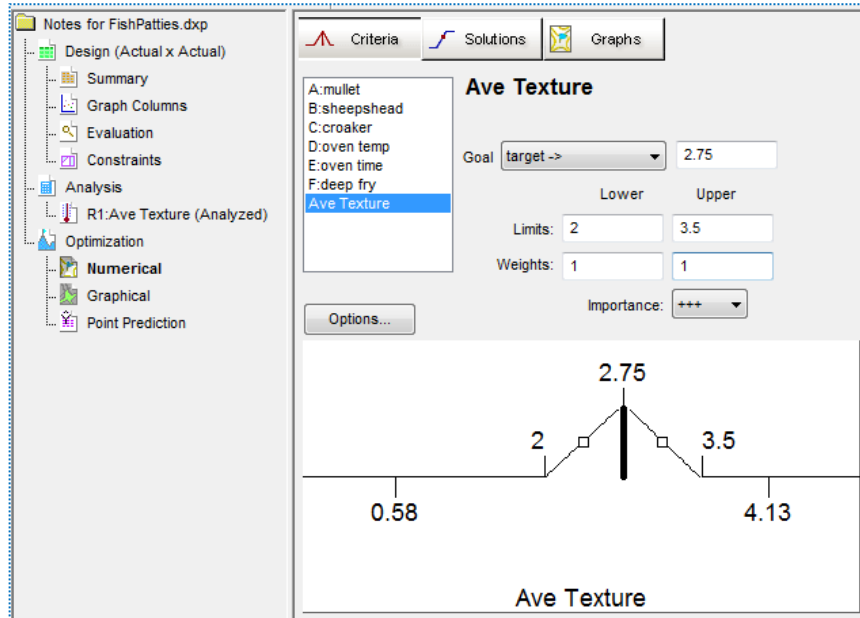 Notes for FishPatties.dxp
Design (Actual x Actual)
Summary
Graph Columns
Evaluation
Constraints
Analysis
R1:Ave Texture (Analyzed)
Optimization
Numerical
Graphical
Point Prediction
Criteria Solutions Graphs
A:mullet
B:sheepshead
C:croaker
D:oven temp
E:oven time
F:deep fry
Ave Texture
Options...
Ave Texture
Goal target -> 2.75
Lower Upper
Limits: 2 3.5
Weights: 1 1
Importance: +++
2.75
2 3.5
0.58 4.13
Ave Texture